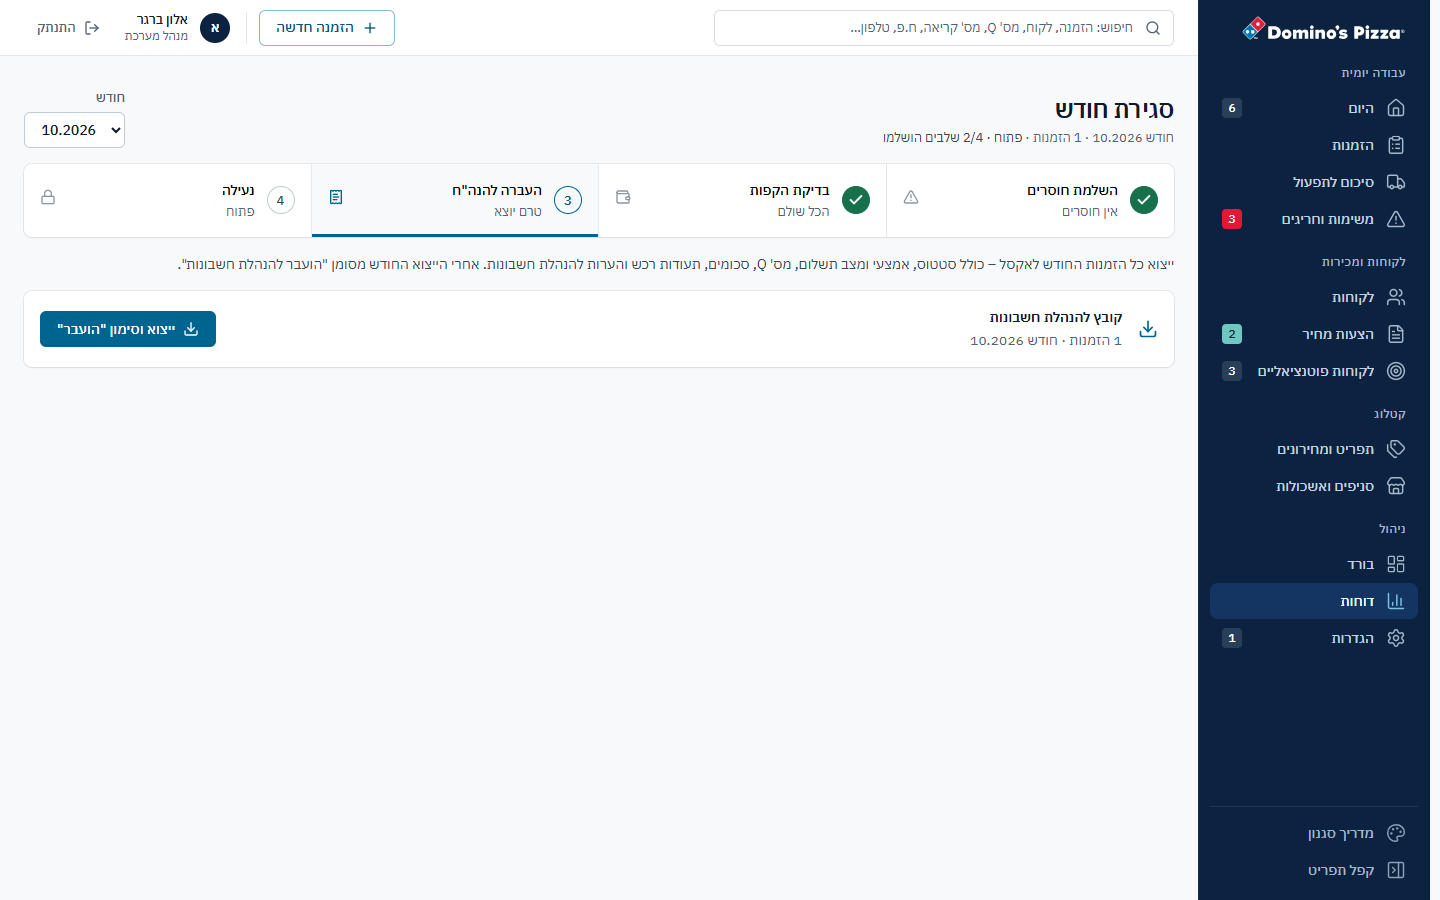 Domino's Pizza
עבודה יומית
היום 6
הזמנות
סיכום לתפעול
משימות וחריגים 3
לקוחות ומכירות
לקוחות
הצעות מחיר 2
לקוחות פוטנציאליים 3
קטלוג
תפריט ומחירונים
סניפים ואשכולות
ניהול
בורד
דוחות
הגדרות 1
מדריך סגנון
קפל תפריט
חיפוש: הזמנה, לקוח, מס' Q, מס' קריאה, ח.פ, טלפון...
הזמנה חדשה
א
אלון ברגר
מנהל מערכת
התנתק
סגירת חודש
חודש 10.2026 · 1 הזמנות · פתוח · 2/4 שלבים הושלמו
חודש
10.2026
השלמת חוסרים
אין חוסרים
בדיקת הקפות
הכל שולם
3
העברה להנה"ח
טרם יוצא
4
נעילה
פתוח
ייצוא כל הזמנות החודש לאקסל – כולל סטטוס, אמצעי ומצב תשלום, מס' Q, סכומים, תעודות רכש והערות להנהלת חשבונות. אחרי הייצוא החודש מסומן "הועבר להנהלת חשבונות".
קובץ להנהלת חשבונות
1 הזמנות · חודש 10.2026
ייצוא וסימון "הועבר"